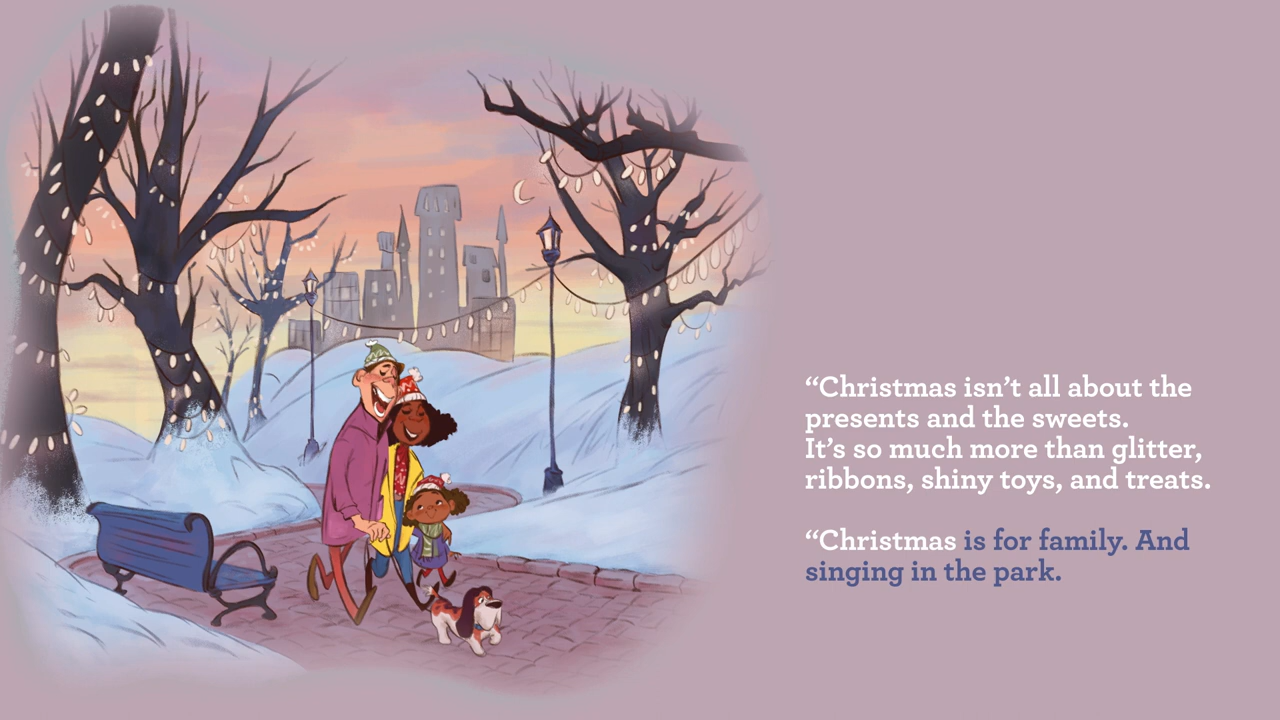 “Christmas isn’t all about the
presents and the sweets.
It’s so much more than glitter,
ribbons, shiny toys, and treats.
“Christmas is for family. And
singing in the park.